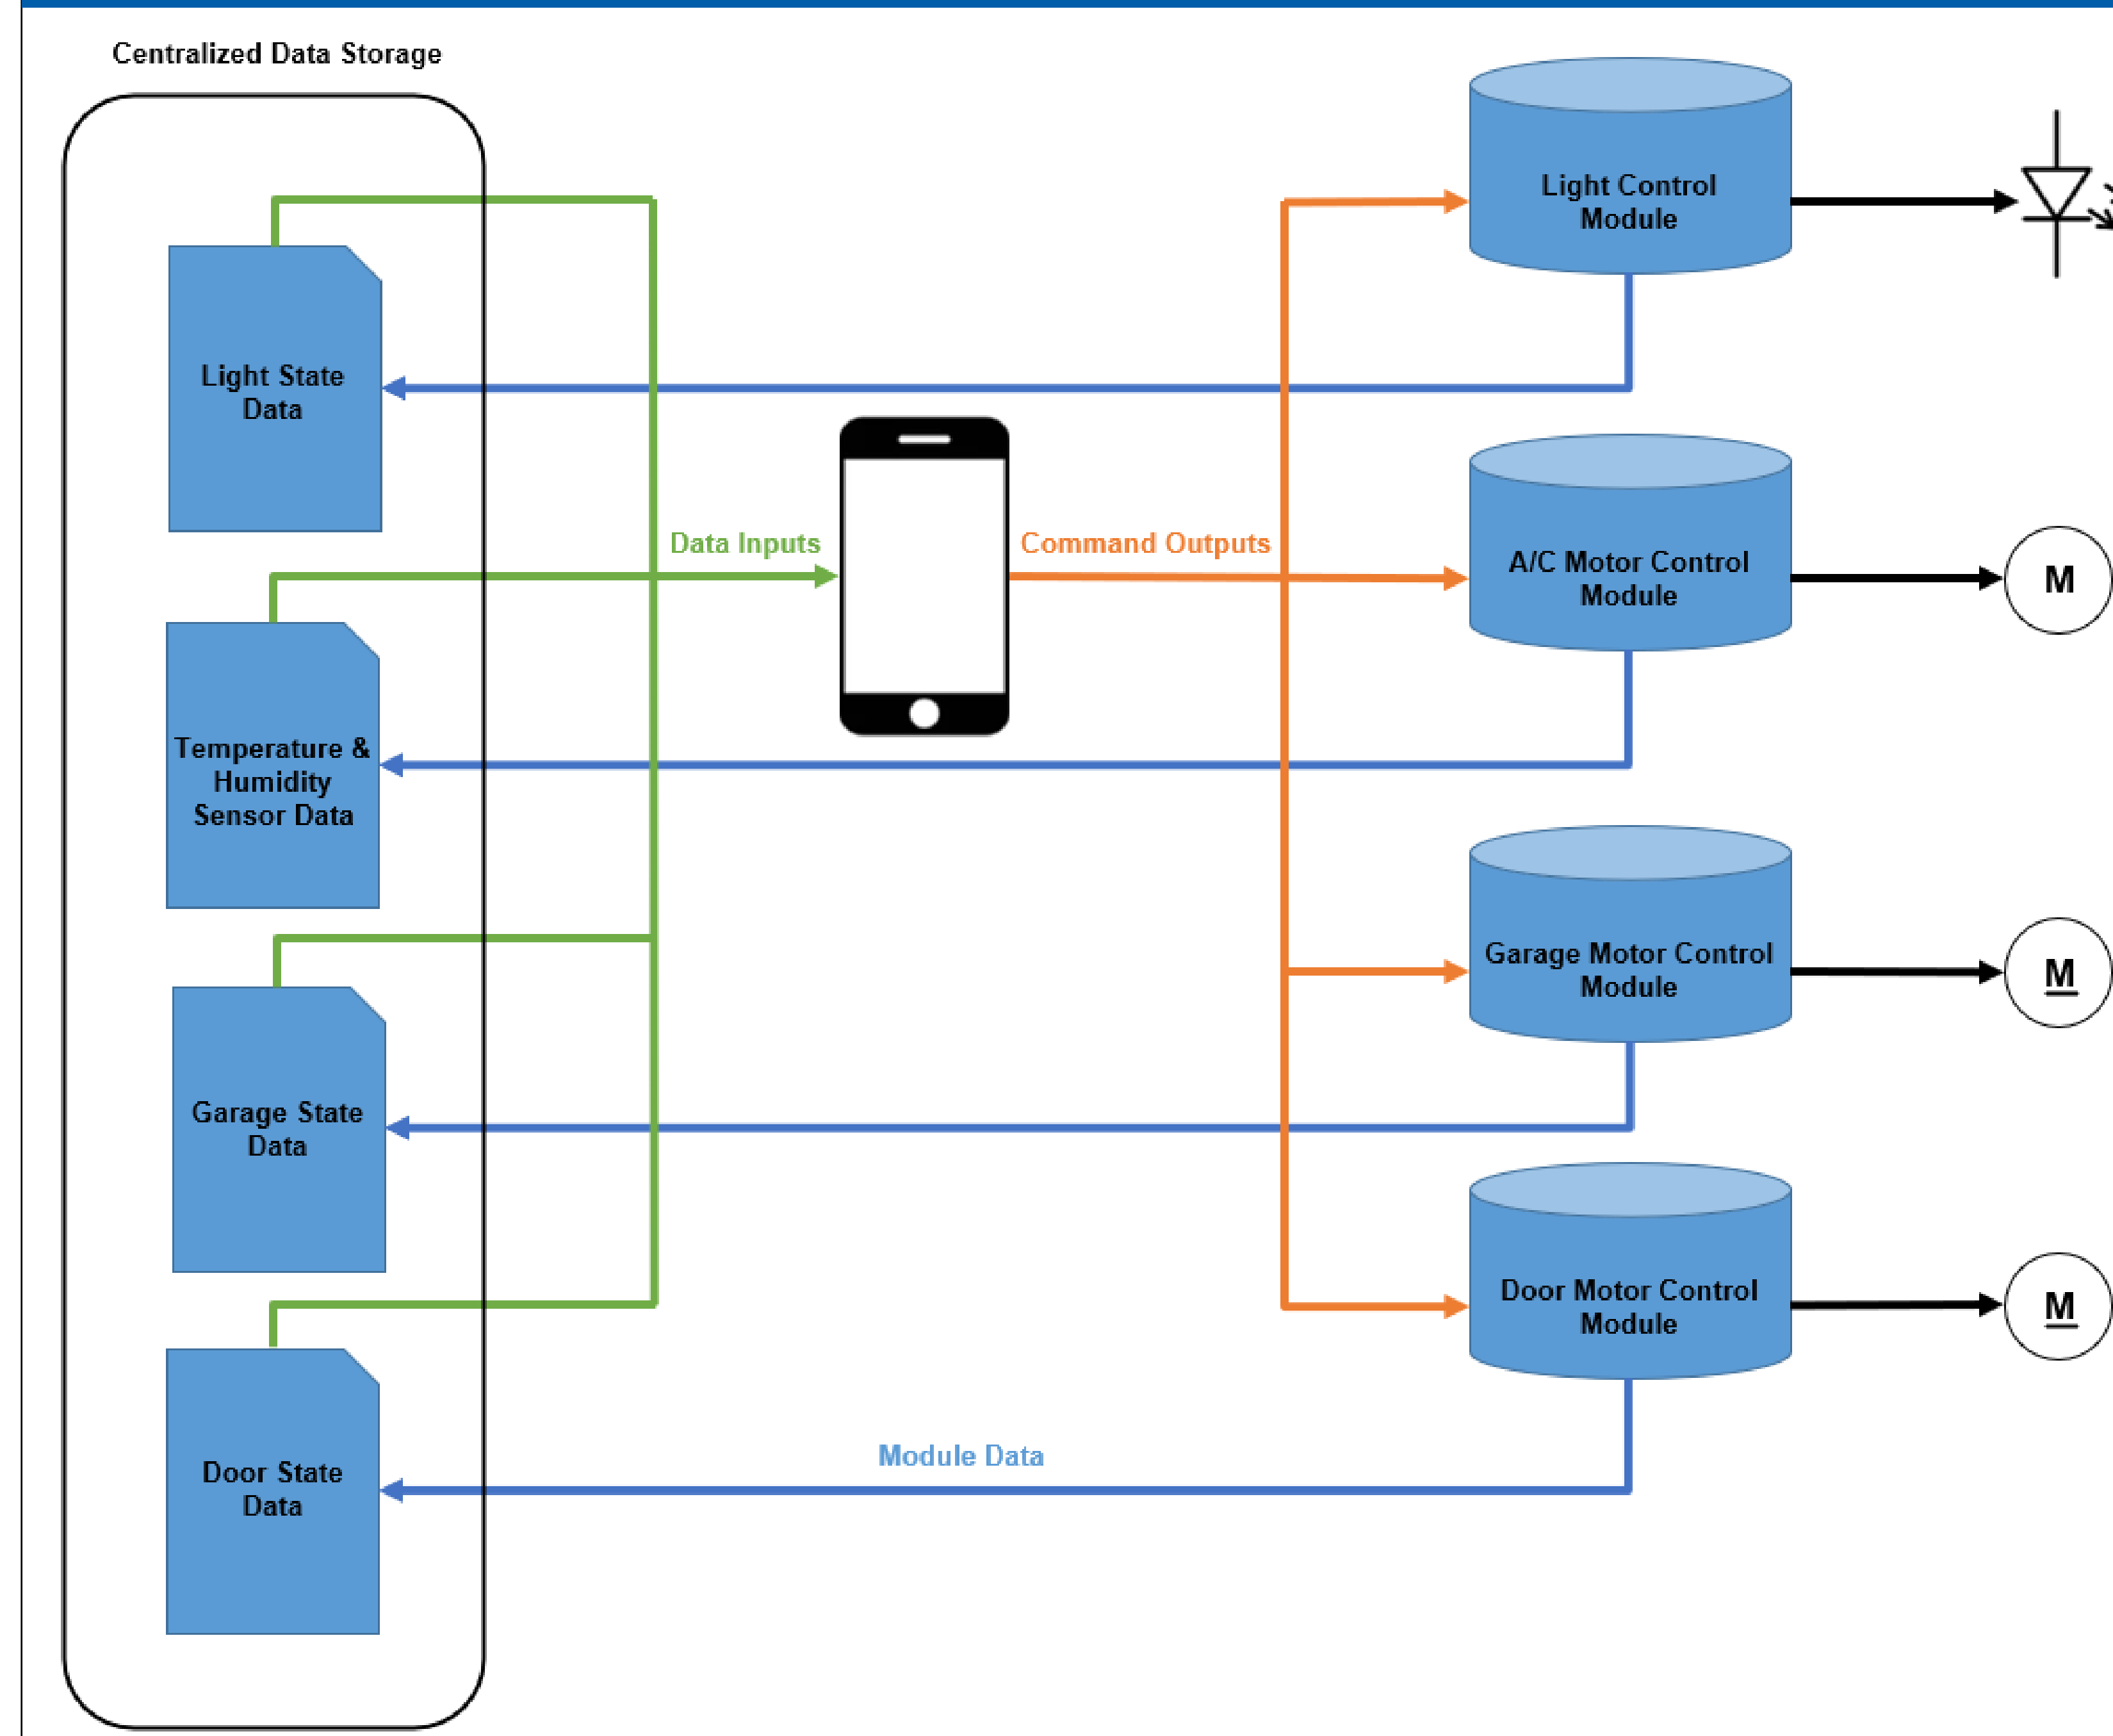 Centralized Data Storage
Light Control
Module
Light State
Data
Data Inputs
Command Outputs
A/C Motor Control
Module
M
Temperature &
Humidity
Sensor Data
Garage Motor Control
Module
M
Garage State
Data
Door Motor Control
Module
M
Module Data
Door State
Data